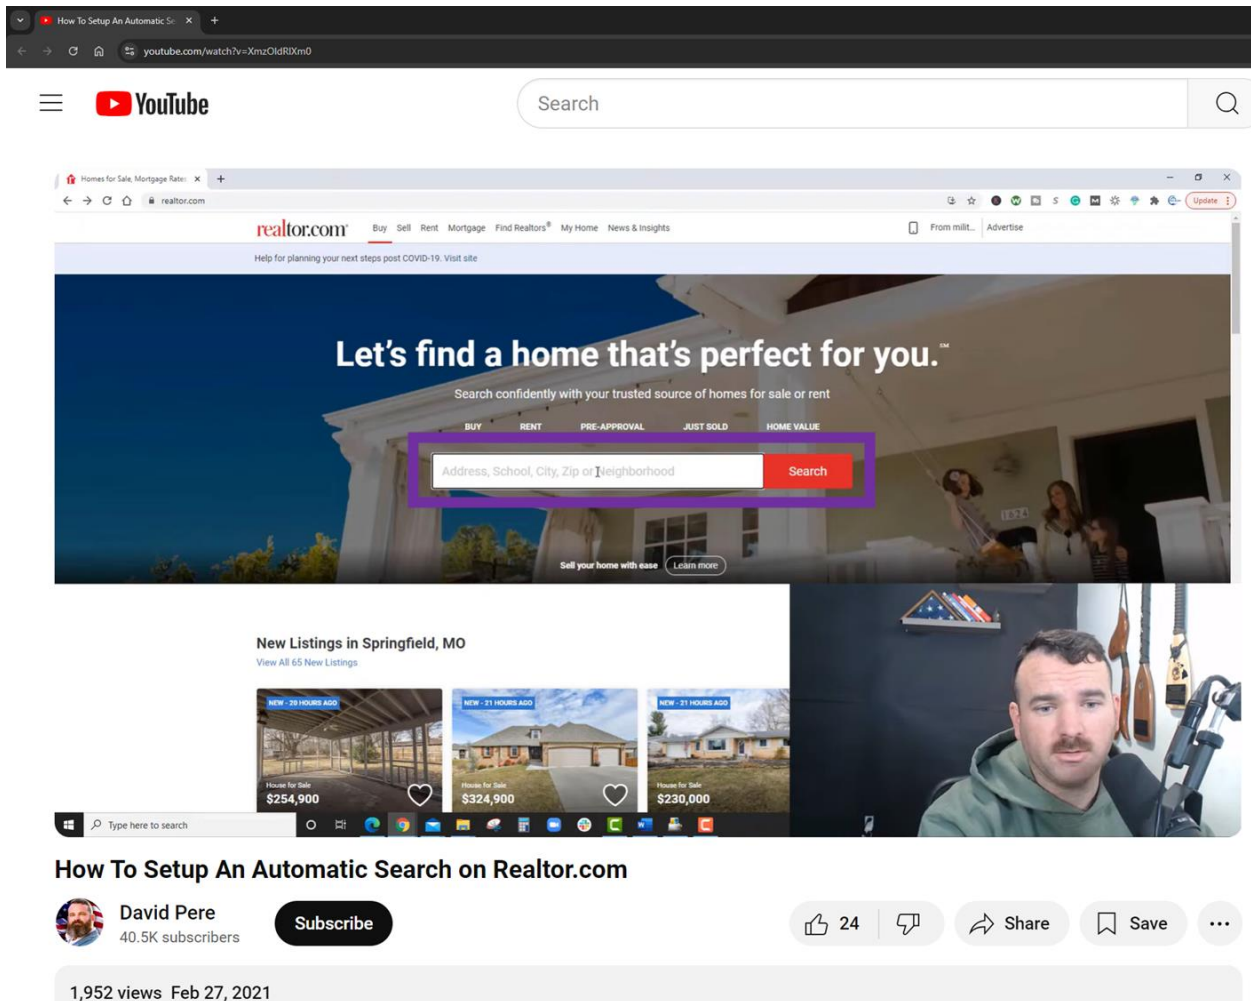 How To Setup An Automatic Se
youtube.com/watch?v=XmzOldRlXm0
YouTube
Search
Homes for Sale, Mortgage Rates
realtor.com
Update
realtor.com®
Buy Sell Rent Mortgage Find Realtors® My Home News & Insights
From milit... Advertise
Help for planning your next steps post COVID-19. Visit site
Let's find a home that's perfect for you.℠
Search confidently with your trusted source of homes for sale or rent
BUY RENT PRE-APPROVAL JUST SOLD HOME VALUE
Address, School, City, Zip or Neighborhood
Search
1824
Sell your home with ease Learn more
New Listings in Springfield, MO
View All 65 New Listings
NEW - 20 HOURS AGO NEW - 21 HOURS AGO NEW - 21 HOURS AGO
House for Sale House for Sale House for Sale
$254,900 $324,900 $230,000
Type here to search
How To Setup An Automatic Search on Realtor.com
David Pere
40.5K subscribers
Subscribe
24
Share
Save
1,952 views Feb 27, 2021